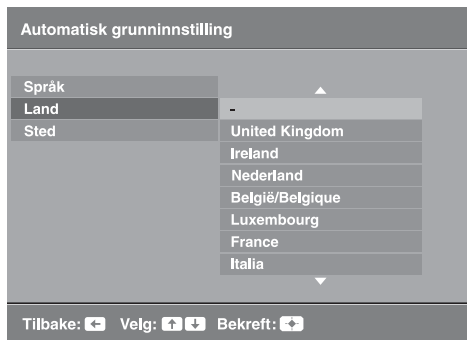 Automatisk grunninnstilling
Språk
Land
Sted
-
United Kingdom
Ireland
Nederland
België/Belgique
Luxembourg
France
Italia
Tilbake: Velg: Bekreft: